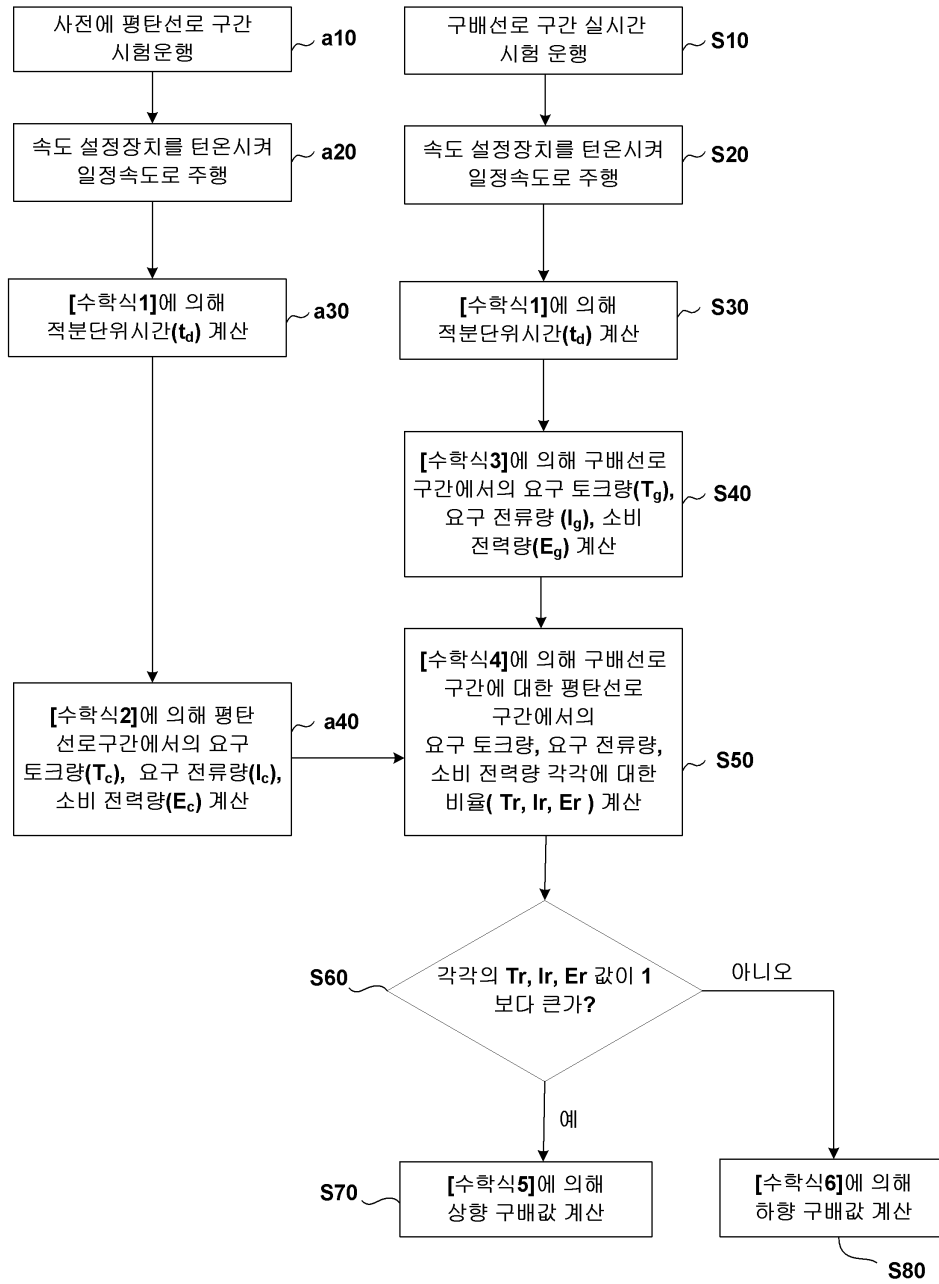 사전에 평탄선로 구간
시험운행
a10
구배선로 구간 실시간
시험 운행
S10
속도 설정장치를 턴온시켜
일정속도로 주행
a20
속도 설정장치를 턴온시켜
일정속도로 주행
S20
[수학식1]에 의해
적분단위시간(td) 계산
a30
[수학식1]에 의해
적분단위시간(td) 계산
S30
[수학식3]에 의해 구배선로
구간에서의 요구 토크량(Tg),
요구 전류량 (Ig), 소비
전력량(Eg) 계산
S40
[수학식2]에 의해 평탄
선로구간에서의 요구
토크량(Tc), 요구 전류량(Ic),
소비 전력량(Ec) 계산
a40
[수학식4]에 의해 구배선로
구간에 대한 평탄선로
구간에서의
요구 토크량, 요구 전류량,
소비 전력량 각각에 대한
비율( Tr, Ir, Er ) 계산
S50
각각의 Tr, Ir, Er 값이 1
보다 큰가?
S60
아니오
예
[수학식5]에 의해
상향 구배값 계산
S70
[수학식6]에 의해
하향 구배값 계산
S80